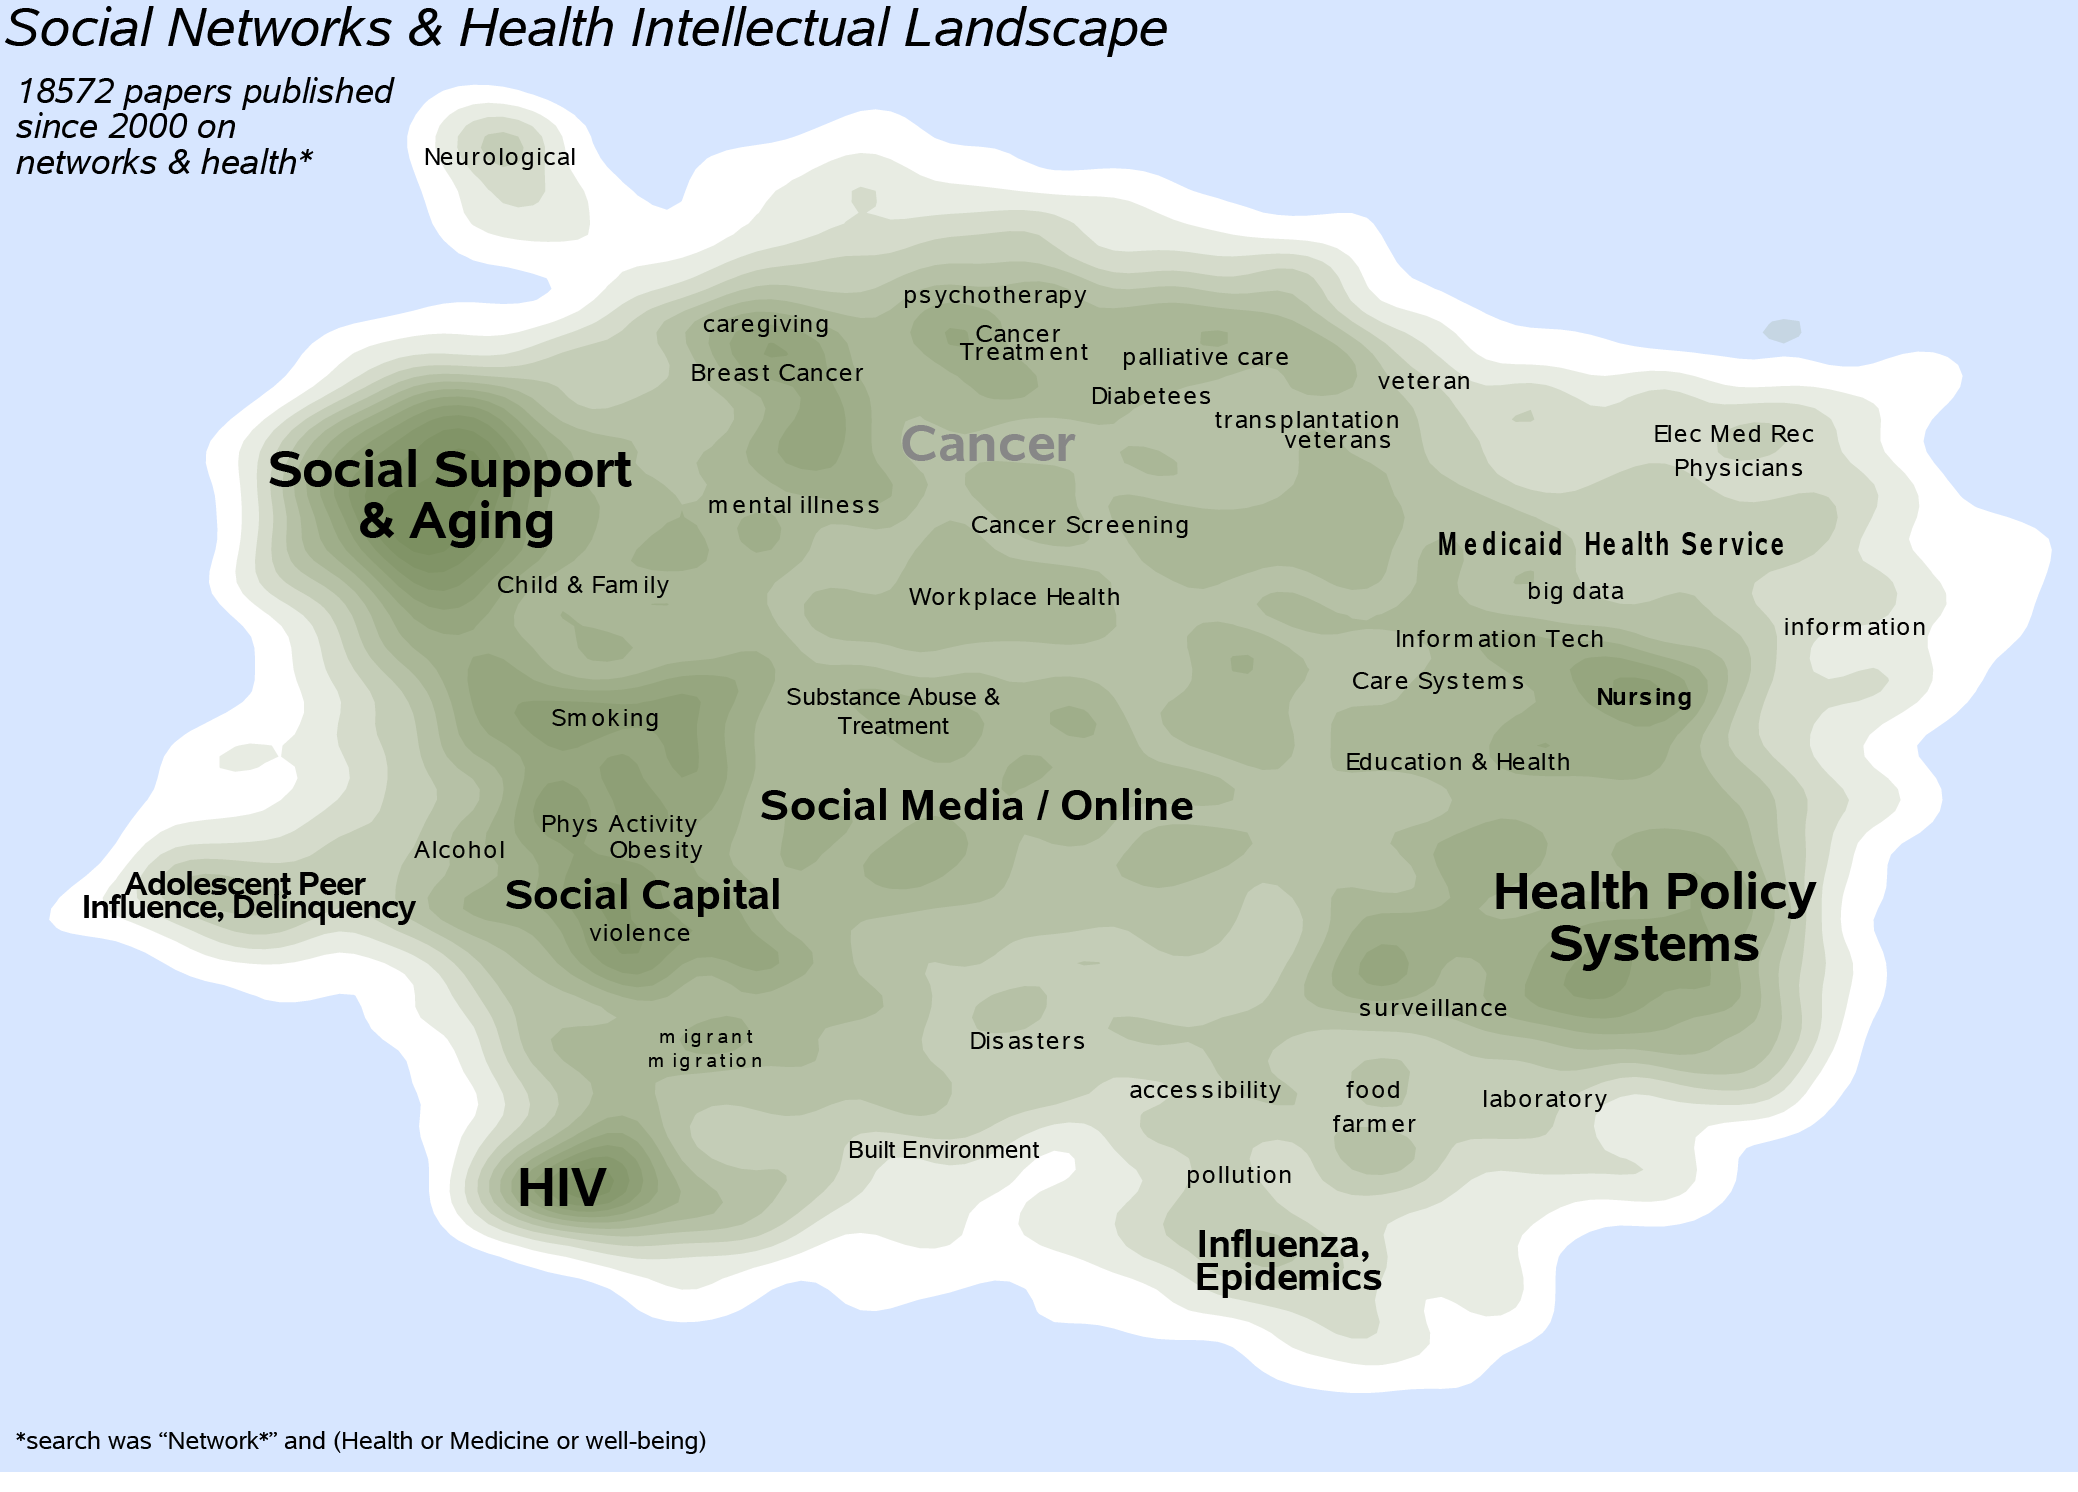 Social Networks & Health Intellectual Landscape
18572 papers published
since 2000 on
networks & health*
Neurological
psychotherapy
caregiving
Cancer
Treatment
palliative care
Breast Cancer
veteran
Diabetees
transplantation
veterans
Cancer
Elec Med Rec
Physicians
Social Support
& Aging
mental illness
Cancer Screening
Medicaid Health Service
Child & Family
big data
Workplace Health
information
Information Tech
Care Systems
Nursing
Substance Abuse &
Treatment
Smoking
Education & Health
Social Media / Online
Phys Activity
Obesity
Alcohol
Adolescent Peer
Influence, Delinquency
Social Capital
violence
Health Policy
Systems
surveillance
migrant
migration
Disasters
accessibility
food
farmer
laboratory
Built Environment
pollution
HIV
Influenza,
Epidemics
*search was “Network*” and (Health or Medicine or well-being)